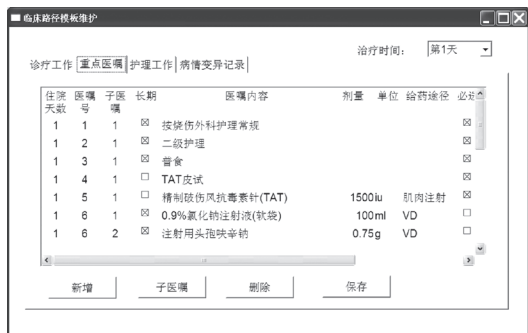 临床路径模板维护
治疗时间: 第1天
诊疗工作 重点医嘱 护理工作 病情变异记录
住院天数 医嘱号 子医嘱 长期 医嘱内容 剂量 单位 给药途径 必选
1 1 1 按烧伤外科护理常规
1 2 1 二级护理
1 3 1 普食
1 4 1 TAT皮试
1 5 1 精制破伤风抗毒素针(TAT) 1500 iu 肌肉注射
1 6 1 0.9%氯化钠注射液(软袋) 100 ml VD
1 6 2 注射用头孢呋辛钠 0.75 g VD
新增 子医嘱 删除 保存